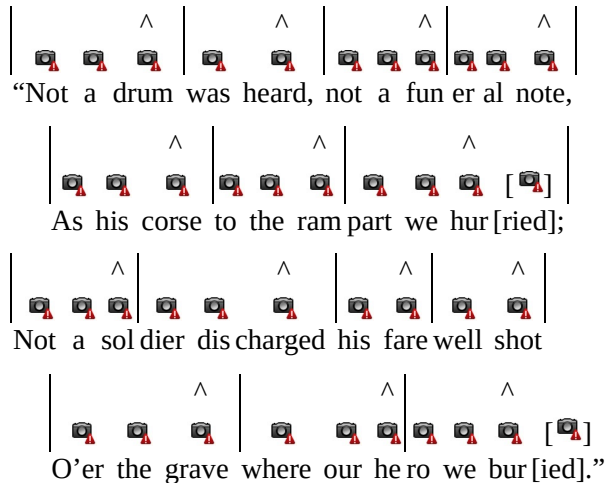 “Not a drum was heard, not a fun er al note,
As his corse to the ram part we hur [ried];
Not a sol dier dis charged his fare well shot
O’er the grave where our he ro we bur [ied].”